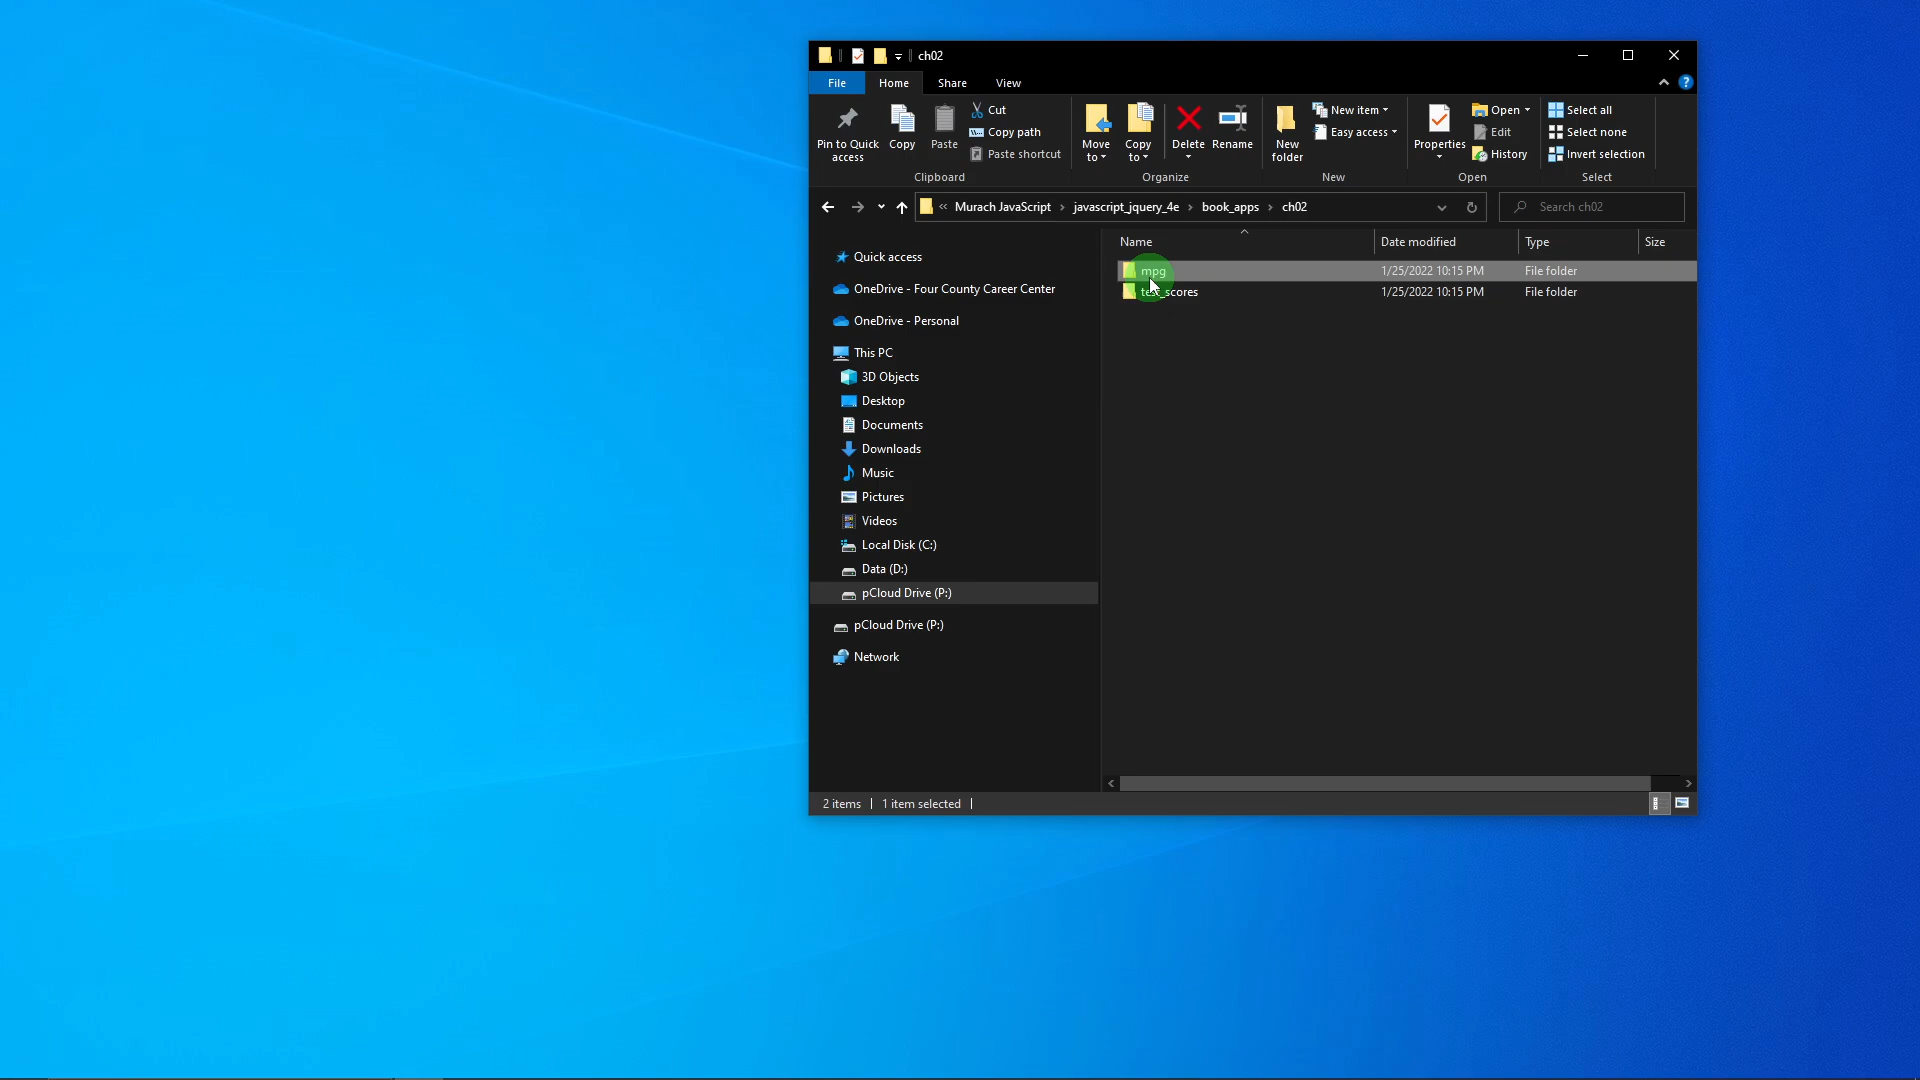 ch02
File Home Share View
Pin to Quick access
Copy
Paste
Cut
Copy path
Paste shortcut
Clipboard
Move to
Copy to
Delete
Rename
Organize
New folder
New item
Easy access
New
Properties
Open
Edit
History
Open
Select all
Select none
Invert selection
Select
« Murach JavaScript › javascript_jquery_4e › book_apps › ch02
Search ch02
Name Date modified Type Size
mpg 1/25/2022 10:15 PM File folder
test_scores 1/25/2022 10:15 PM File folder
Quick access
OneDrive - Four County Career Center
OneDrive - Personal
This PC
3D Objects
Desktop
Documents
Downloads
Music
Pictures
Videos
Local Disk (C:)
Data (D:)
pCloud Drive (P:)
pCloud Drive (P:)
Network
2 items 1 item selected